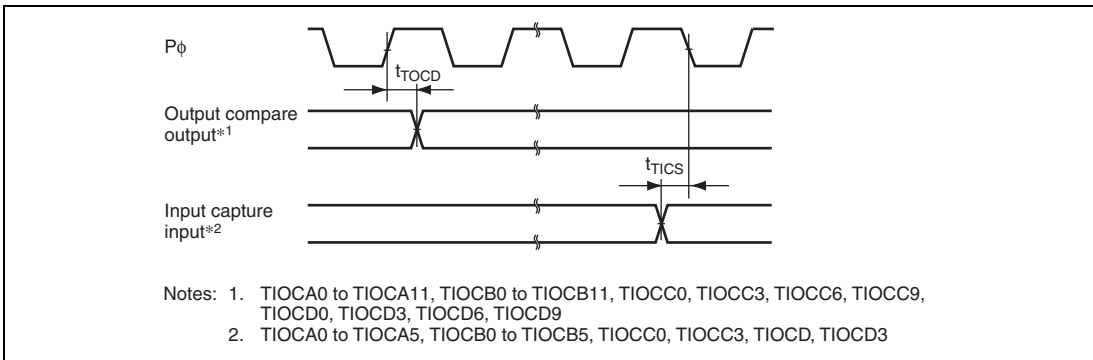 Pϕ
tTOCD
Output compare
output*1
tTICS
Input capture
input*2
Notes: 1. TIOCA0 to TIOCA11, TIOCB0 to TIOCB11, TIOCC0, TIOCC3, TIOCC6, TIOCC9,
TIOCD0, TIOCD3, TIOCD6, TIOCD9
2. TIOCA0 to TIOCA5, TIOCB0 to TIOCB5, TIOCC0, TIOCC3, TIOCD, TIOCD3